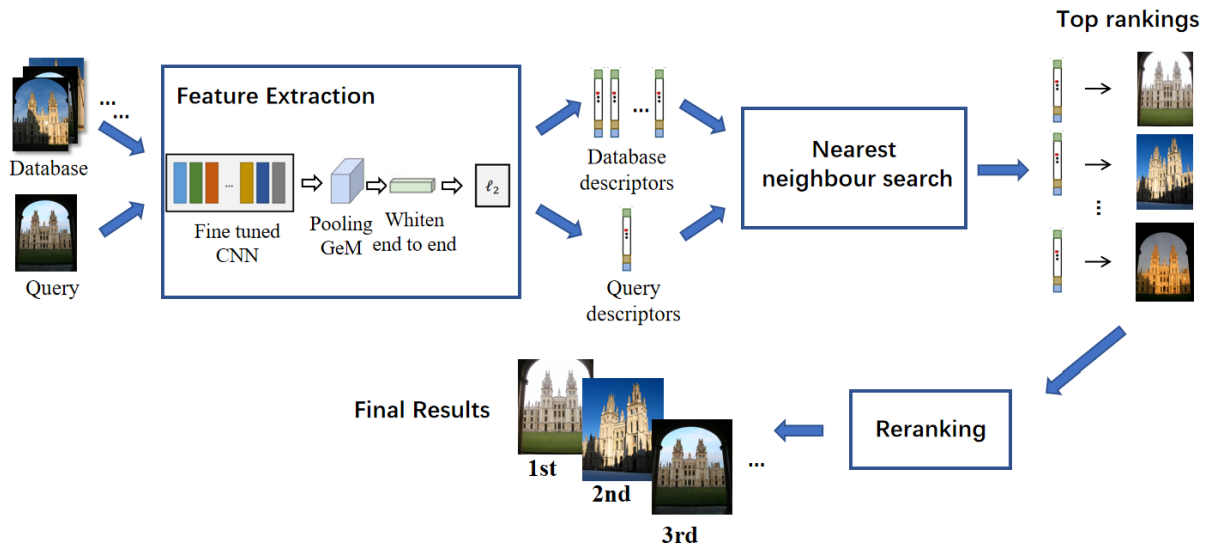 Top rankings
Feature Extraction
...
...
Database
Query
...
Fine tuned
CNN
Pooling
GeM
Whiten
end to end
ℓ2
...
Database
descriptors
Query
descriptors
Nearest
neighbour search
...
Final Results
1st
2nd
3rd
...
Reranking